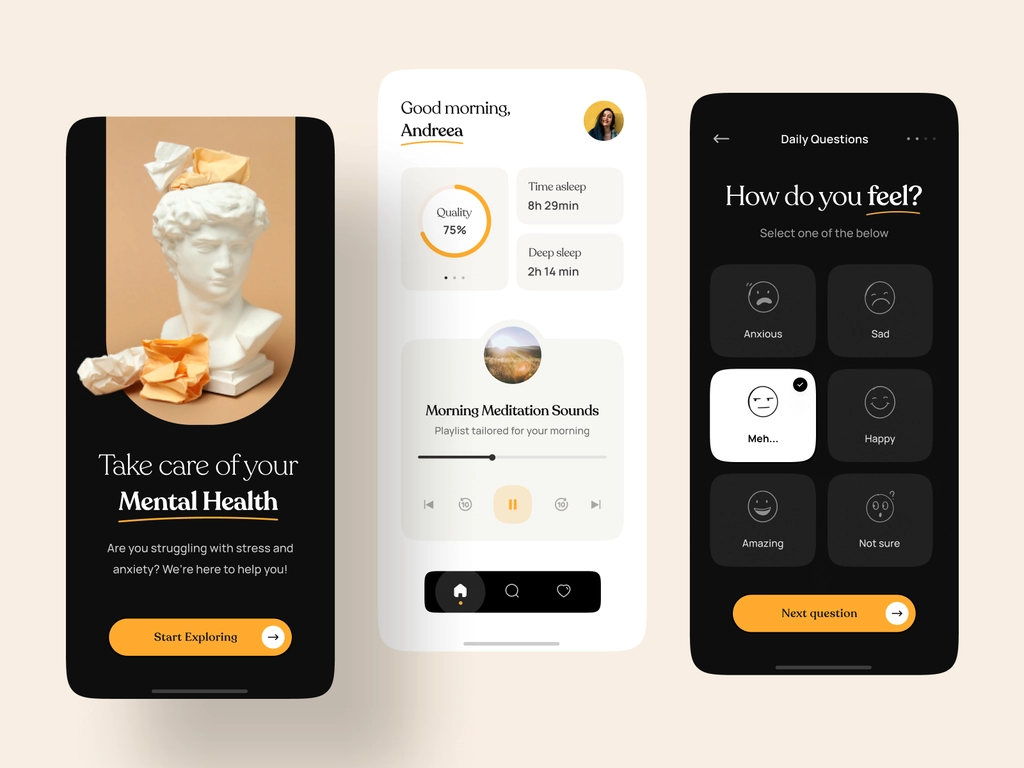 Take care of your
Mental Health
Are you struggling with stress and
anxiety? We're here to help you!
Start Exploring
Good morning,
Andreea
Quality
75%
Time asleep
8h 29min
Deep sleep
2h 14 min
Morning Meditation Sounds
Playlist tailored for your morning
10
10
Daily Questions
How do you feel?
Select one of the below
Anxious
Sad
Meh...
Happy
Amazing
Not sure
Next question